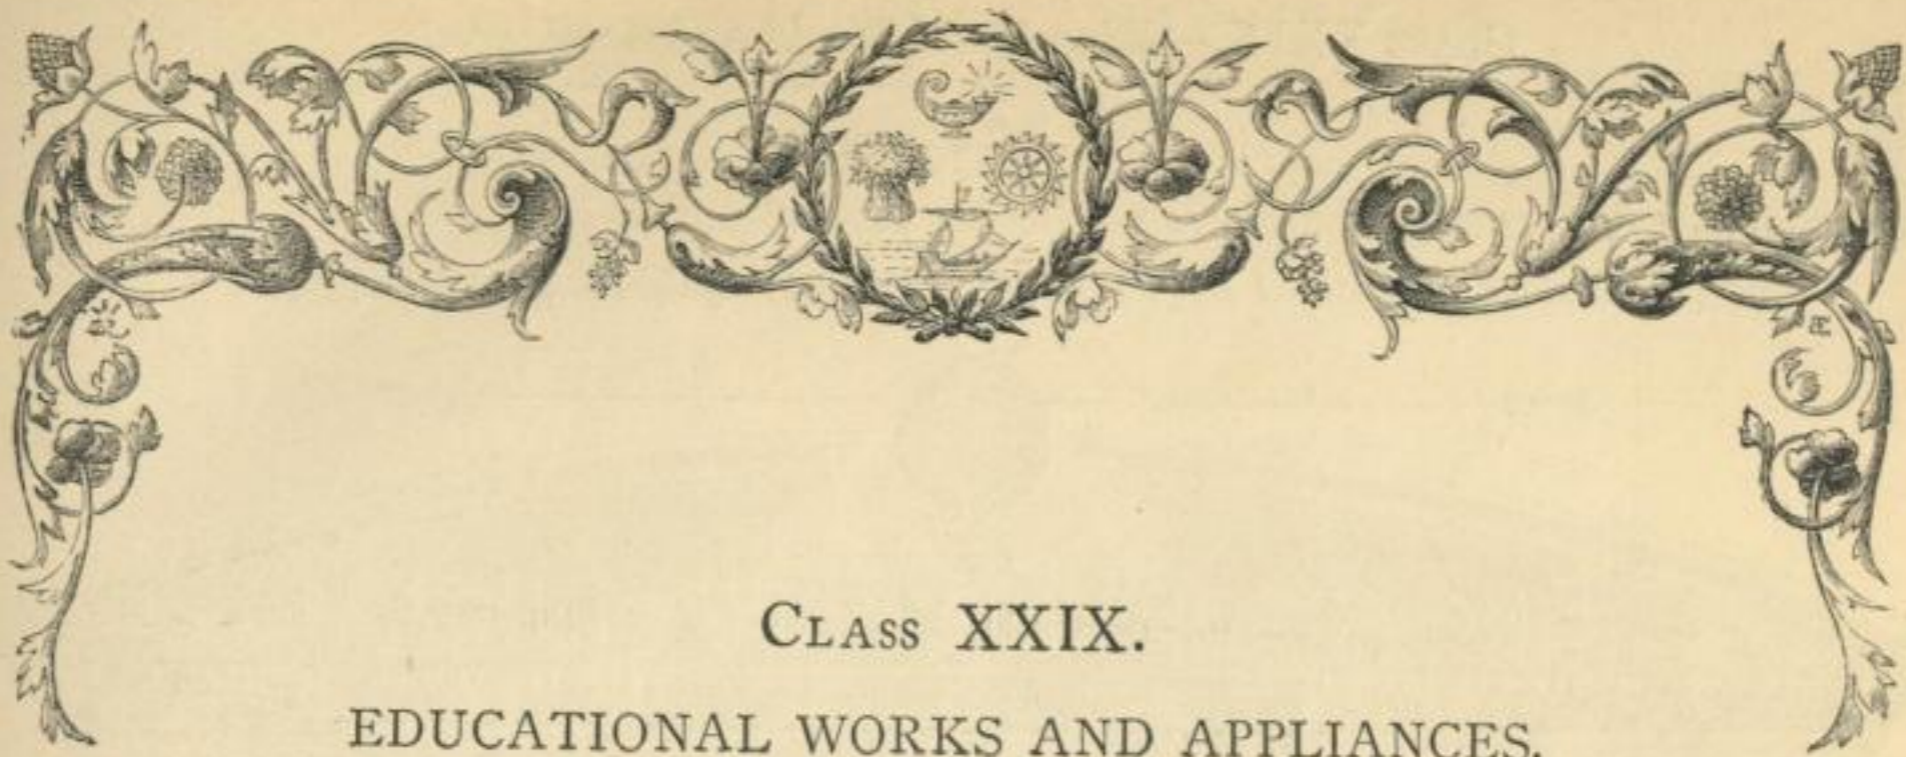 Æ
CLASS XXIX.
EDUCATIONAL WORKS AND APPLIANCES.